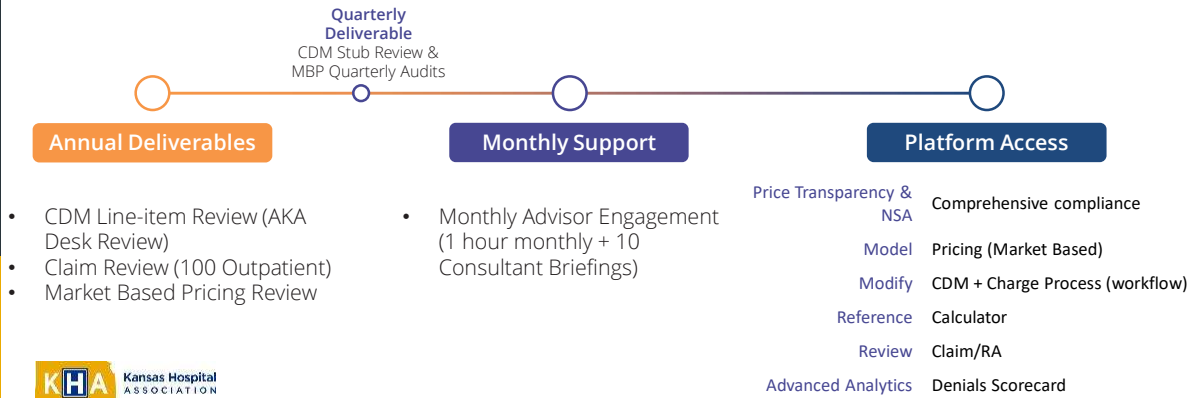 Quarterly
Deliverable
CDM Stub Review &
MBP Quarterly Audits
Annual Deliverables
Monthly Support
Platform Access
• CDM Line-item Review (AKA
Desk Review)
• Claim Review (100 Outpatient)
• Market Based Pricing Review
• Monthly Advisor Engagement
(1 hour monthly + 10
Consultant Briefings)
Price Transparency &
NSA Comprehensive compliance
Model Pricing (Market Based)
Modify CDM + Charge Process (workflow)
Reference Calculator
Review Claim/RA
Advanced Analytics Denials Scorecard
KHA Kansas Hospital
ASSOCIATION